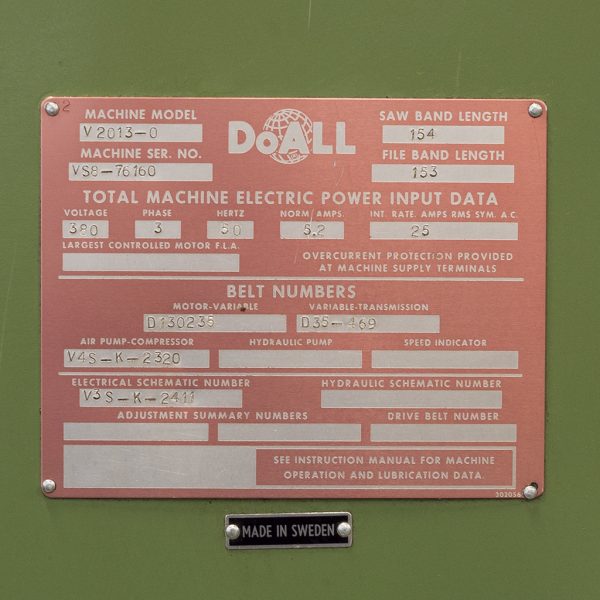 2
MACHINE MODEL
V2013-0
MACHINE SER. NO.
VS8-76160
DoALL
SAW BAND LENGTH
154
FILE BAND LENGTH
153
TOTAL MACHINE ELECTRIC POWER INPUT DATA
VOLTAGE PHASE HERTZ NORM. AMPS. INT. RATE. AMPS RMS SYM. A.C.
380 3 50 5.2 25
LARGEST CONTROLLED MOTOR F.L.A.
OVERCURRENT PROTECTION PROVIDED
AT MACHINE SUPPLY TERMINALS
BELT NUMBERS
MOTOR-VARIABLE VARIABLE-TRANSMISSION
D130235 D35-469
AIR PUMP-COMPRESSOR HYDRAULIC PUMP SPEED INDICATOR
V4S-K-2320
ELECTRICAL SCHEMATIC NUMBER HYDRAULIC SCHEMATIC NUMBER
V3S-K-2411
ADJUSTMENT SUMMARY NUMBERS DRIVE BELT NUMBER
SEE INSTRUCTION MANUAL FOR MACHINE
OPERATION AND LUBRICATION DATA.
202056
MADE IN SWEDEN